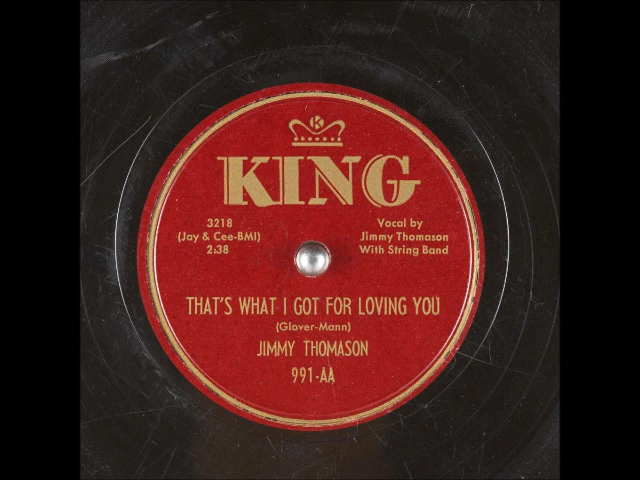 K
KING
3218
(Jay & Cee-BMI)
2:38
Vocal by
Jimmy Thomason
With String Band
THAT'S WHAT I GOT FOR LOVING YOU
(Glover-Mann)
JIMMY THOMASON
991-AA